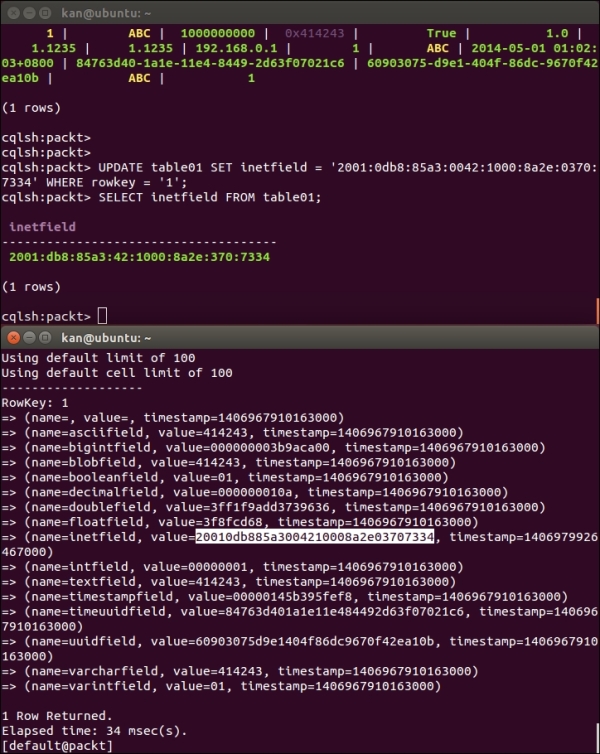 kan@ubuntu: ~
1 | ABC | 1000000000 | 0x414243 | True | 1.0 |
1.1235 | 1.1235 | 192.168.0.1 | 1 | ABC | 2014-05-01 01:02:
03+0800 | 84763d40-1a1e-11e4-8449-2d63f07021c6 | 60903075-d9e1-404f-86dc-9670f42
ea10b | ABC | 1
(1 rows)
cqlsh:packt>
cqlsh:packt>
cqlsh:packt> UPDATE table01 SET inetfield = '2001:0db8:85a3:0042:1000:8a2e:0370:
7334' WHERE rowkey = '1';
cqlsh:packt> SELECT inetfield FROM table01;
inetfield
-------------------------------------
2001:db8:85a3:42:1000:8a2e:370:7334
(1 rows)
cqlsh:packt>
kan@ubuntu: ~
Using default limit of 100
Using default cell limit of 100
-------------------
RowKey: 1
=> (name=, value=, timestamp=1406967910163000)
=> (name=asciifield, value=414243, timestamp=1406967910163000)
=> (name=bigintfield, value=000000003b9aca00, timestamp=1406967910163000)
=> (name=blobfield, value=414243, timestamp=1406967910163000)
=> (name=booleanfield, value=01, timestamp=1406967910163000)
=> (name=decimalfield, value=000000010a, timestamp=1406967910163000)
=> (name=doublefield, value=3ff1f9add3739636, timestamp=1406967910163000)
=> (name=floatfield, value=3f8fcd68, timestamp=1406967910163000)
=> (name=inetfield, value=20010db885a3004210008a2e03707334, timestamp=1406979926
467000)
=> (name=intfield, value=00000001, timestamp=1406967910163000)
=> (name=textfield, value=414243, timestamp=1406967910163000)
=> (name=timestampfield, value=00000145b395fef8, timestamp=1406967910163000)
=> (name=timeuuidfield, value=84763d401a1e11e484492d63f07021c6, timestamp=140696
7910163000)
=> (name=uuidfield, value=60903075d9e1404f86dc9670f42ea10b, timestamp=1406967910
163000)
=> (name=varcharfield, value=414243, timestamp=1406967910163000)
=> (name=varintfield, value=01, timestamp=1406967910163000)
1 Row Returned.
Elapsed time: 34 msec(s).
[default@packt]